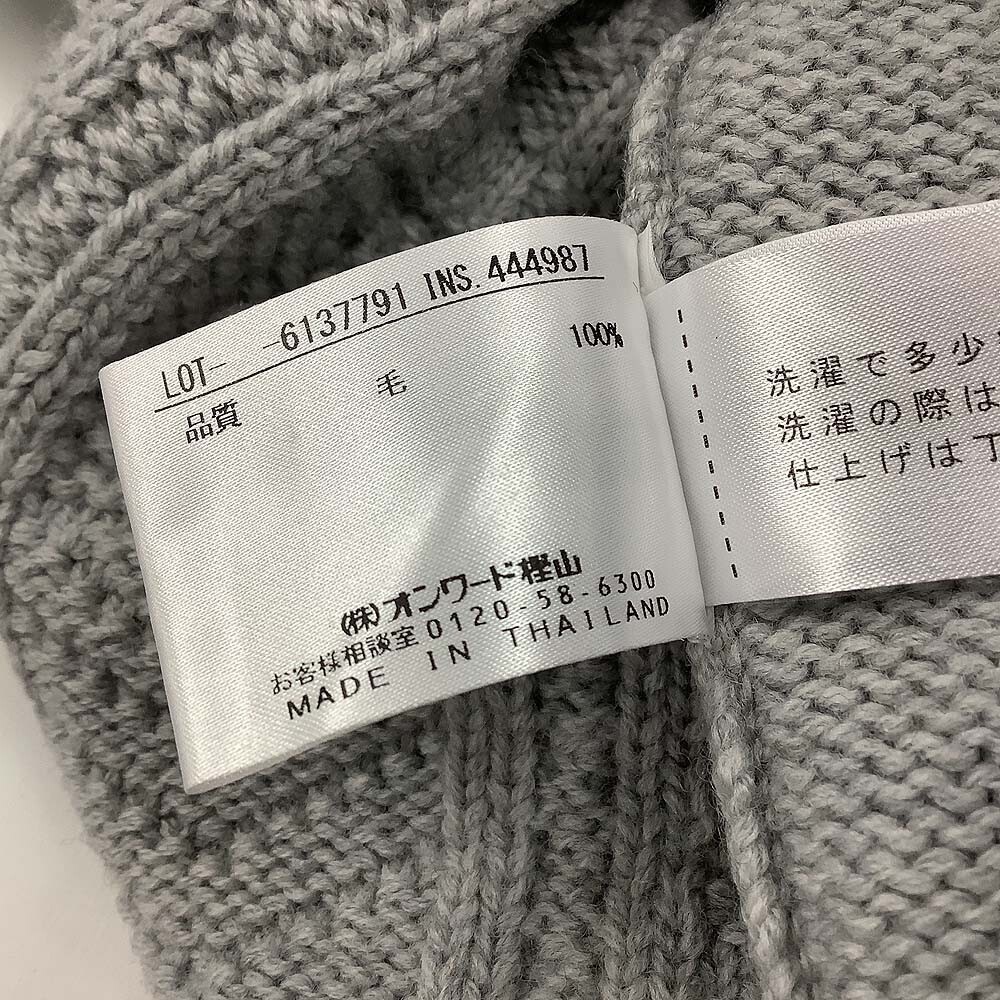 LOT- -6137791 INS. 444987
品質 毛 100%
(株)オンワード樫山
お客様相談室 0120-58-6300
MADE IN THAILAND
洗濯で多少
洗濯の際は
仕上げは丁